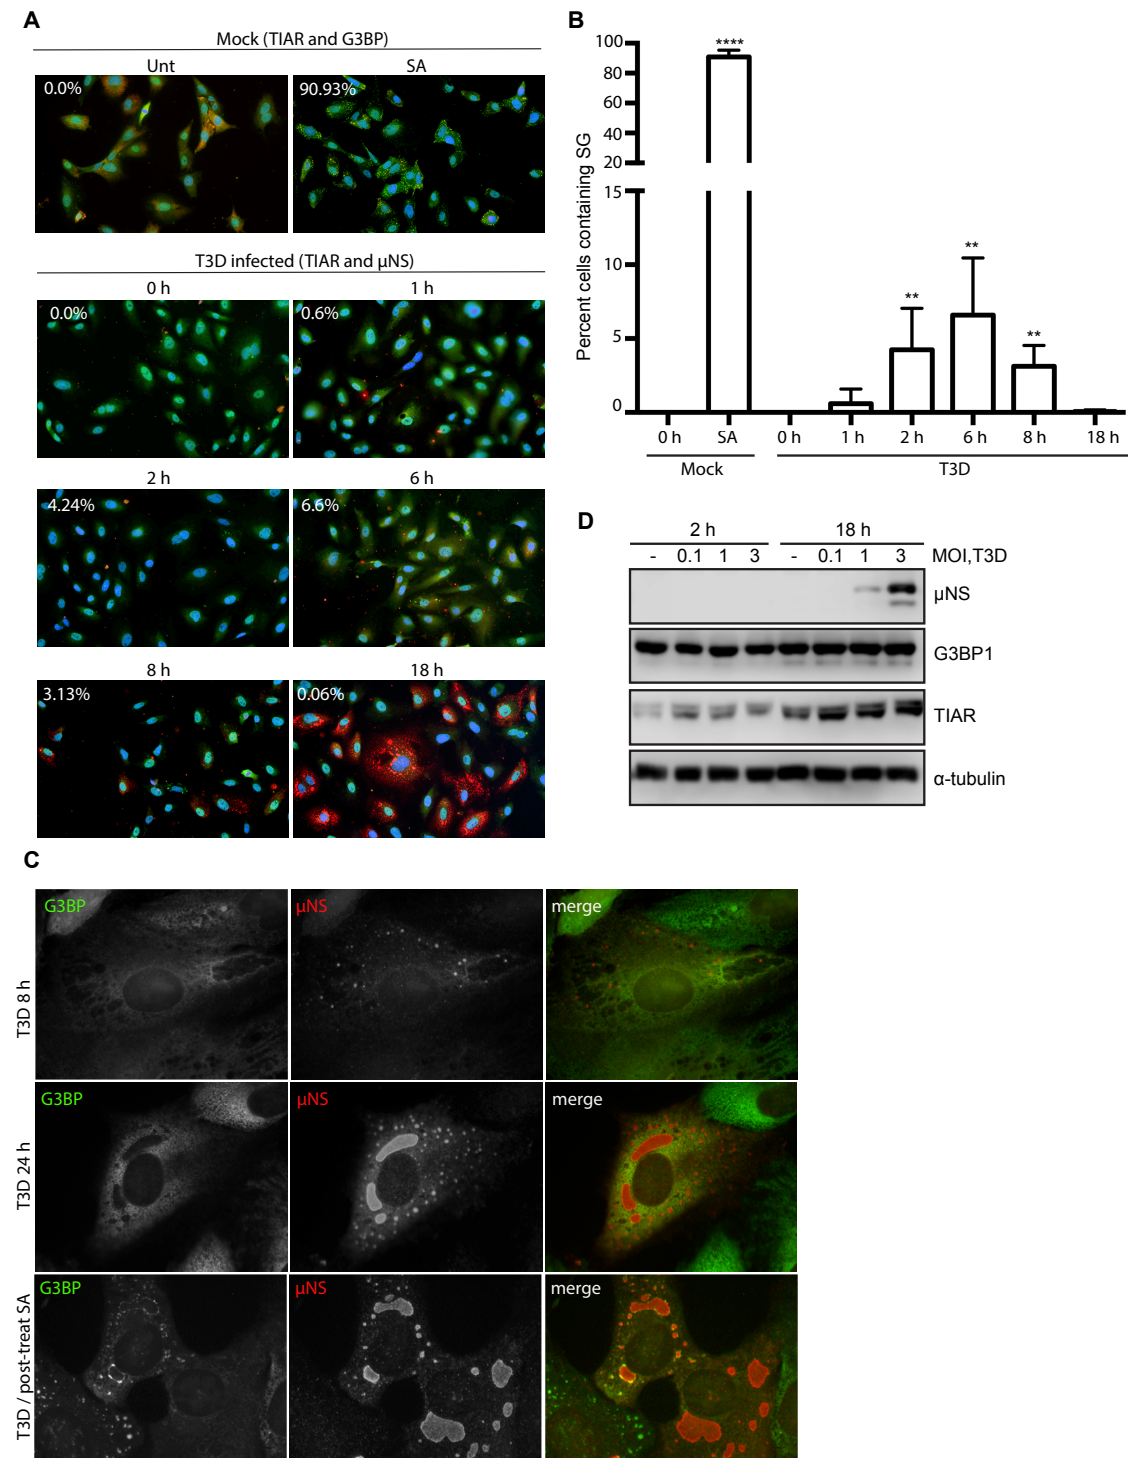 A
Mock (TIAR and G3BP)
Unt SA
0.0% 90.93%
T3D infected (TIAR and µNS)
0 h 1 h
0.0% 0.6%
2 h 6 h
4.24% 6.6%
8 h 18 h
3.13% 0.06%
B
Percent cells containing SG
100
80
60
40
20
15
10
5
0
**** ** ** **
0 h SA 0 h 1 h 2 h 6 h 8 h 18 h
Mock T3D
D
2 h 18 h
- 0.1 1 3 - 0.1 1 3 MOI,T3D
µNS
G3BP1
TIAR
α-tubulin
C
T3D 8 h
G3BP µNS merge
T3D 24 h
G3BP µNS merge
T3D / post-treat SA
G3BP µNS merge